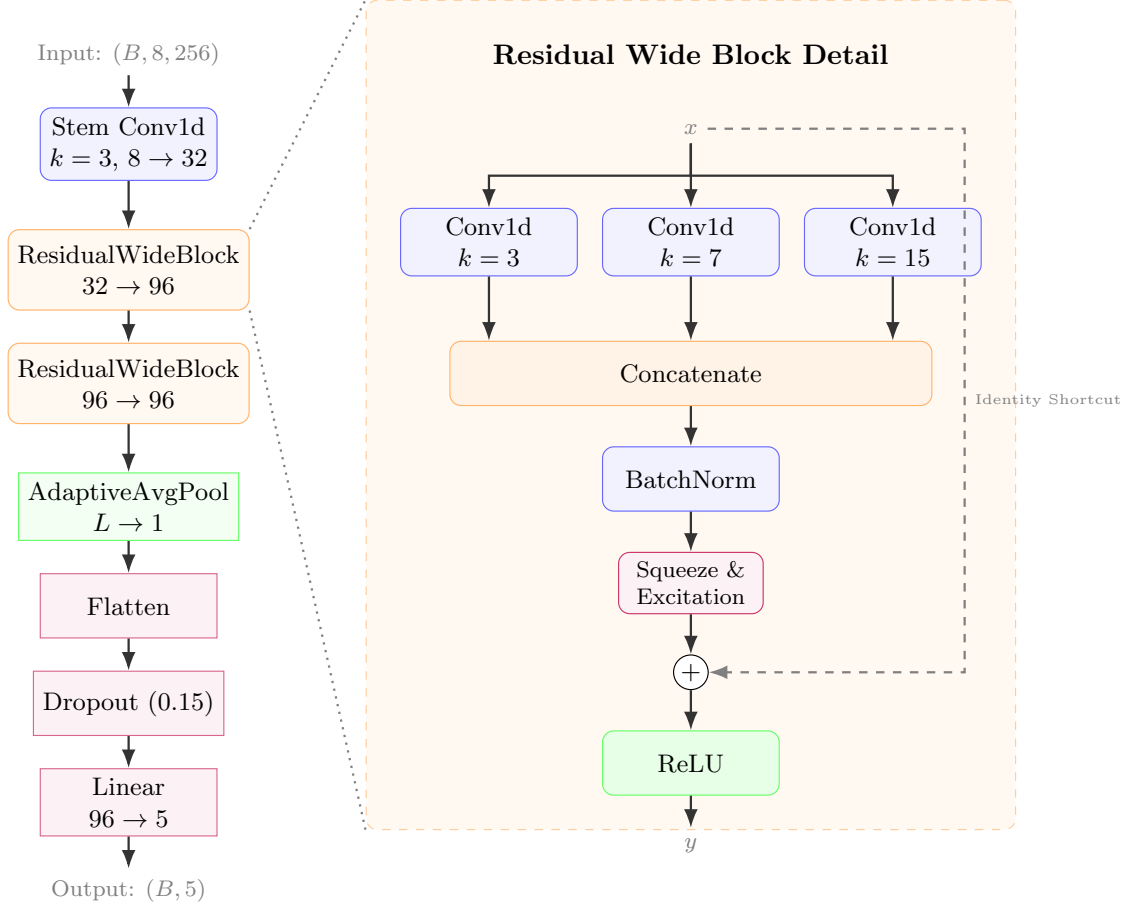 Input: (B, 8, 256)
Stem Conv1d
k = 3, 8 → 32
ResidualWideBlock
32 → 96
ResidualWideBlock
96 → 96
AdaptiveAvgPool
L → 1
Flatten
Dropout (0.15)
Linear
96 → 5
Output: (B, 5)
Residual Wide Block Detail
x
Conv1d
k = 3
Conv1d
k = 7
Conv1d
k = 15
Concatenate
Identity Shortcut
BatchNorm
Squeeze &
Excitation
+
ReLU
y